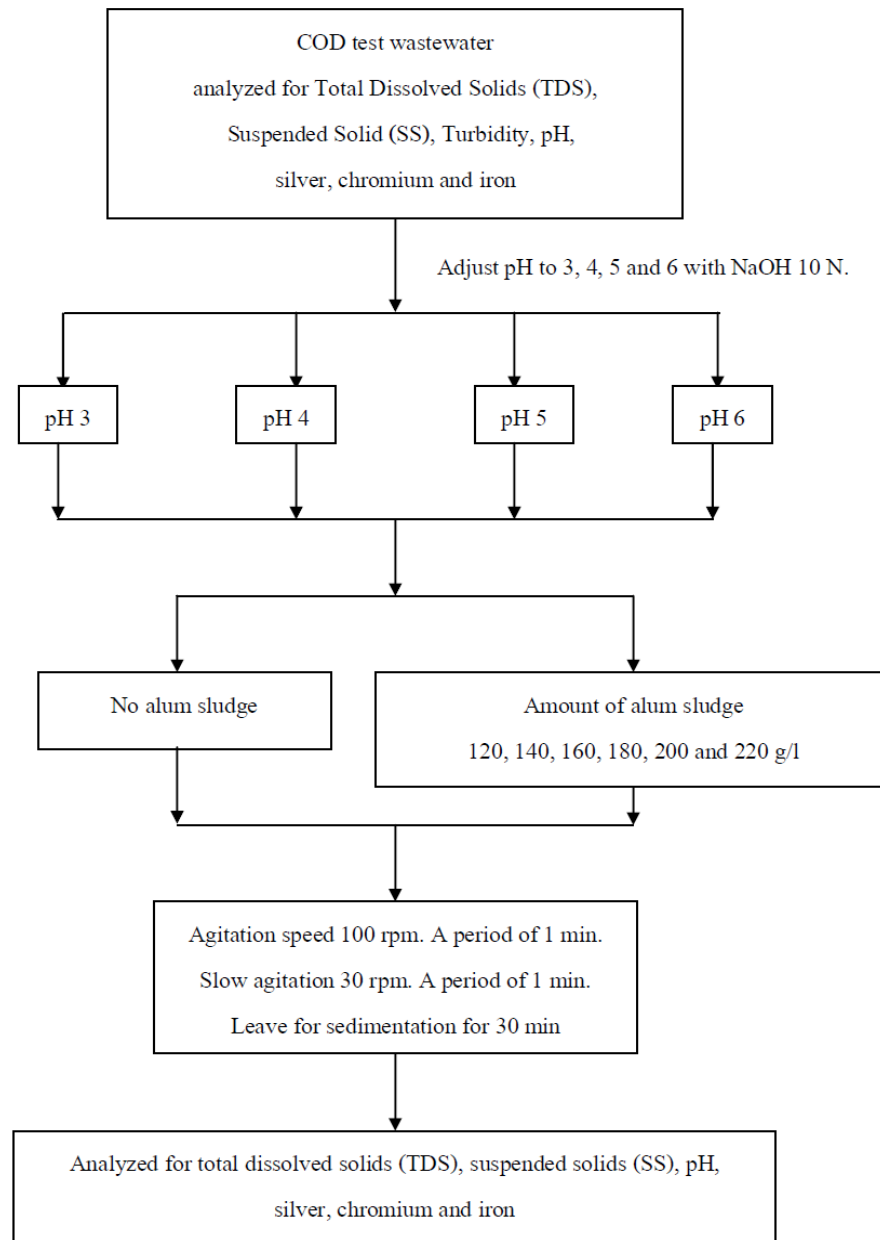 COD test wastewater
analyzed for Total Dissolved Solids (TDS),
Suspended Solid (SS), Turbidity, pH,
silver, chromium and iron
Adjust pH to 3, 4, 5 and 6 with NaOH 10 N.
pH 3
pH 4
pH 5
pH 6
No alum sludge
Amount of alum sludge
120, 140, 160, 180, 200 and 220 g/l
Agitation speed 100 rpm. A period of 1 min.
Slow agitation 30 rpm. A period of 1 min.
Leave for sedimentation for 30 min
Analyzed for total dissolved solids (TDS), suspended solids (SS), pH,
silver, chromium and iron